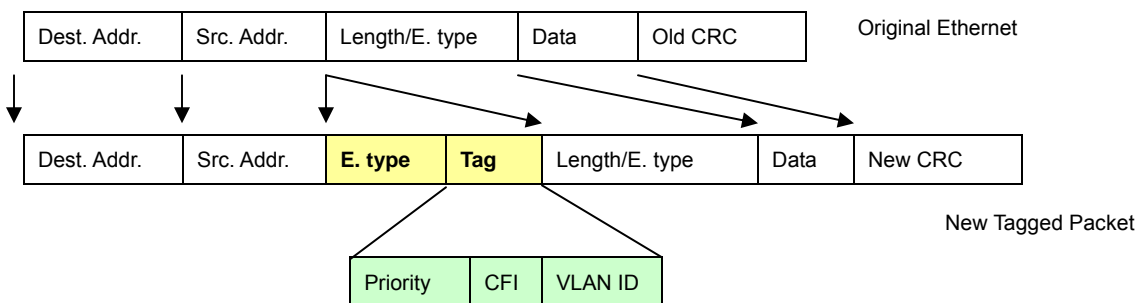 Dest. Addr. Src. Addr. Length/E. type Data Old CRC Original Ethernet
Dest. Addr. Src. Addr. E. type Tag Length/E. type Data New CRC
New Tagged Packet
Priority CFI VLAN ID